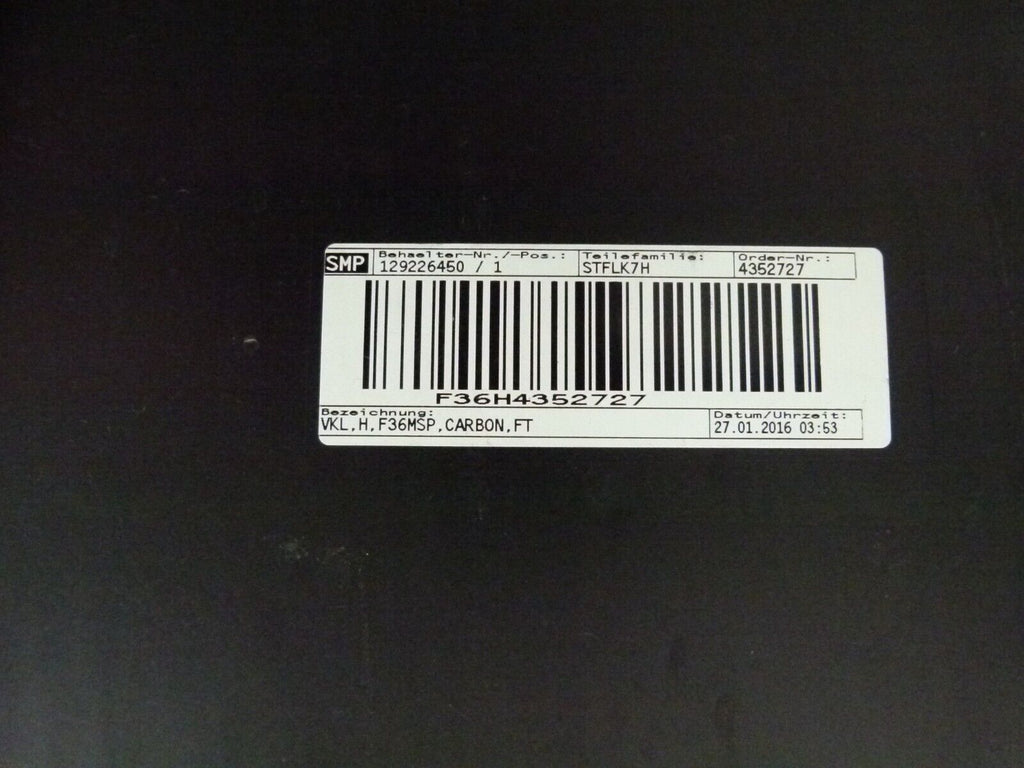 SMP Behaelter-Nr./-Pos.: Teilefamilie: Order-Nr.:
129226450 / 1 STFLK7H 4352727
F36H4352727
Bezeichnung: Datum/Uhrzeit:
VKL,H,F36MSP,CARBON,FT 27.01.2016 03:53